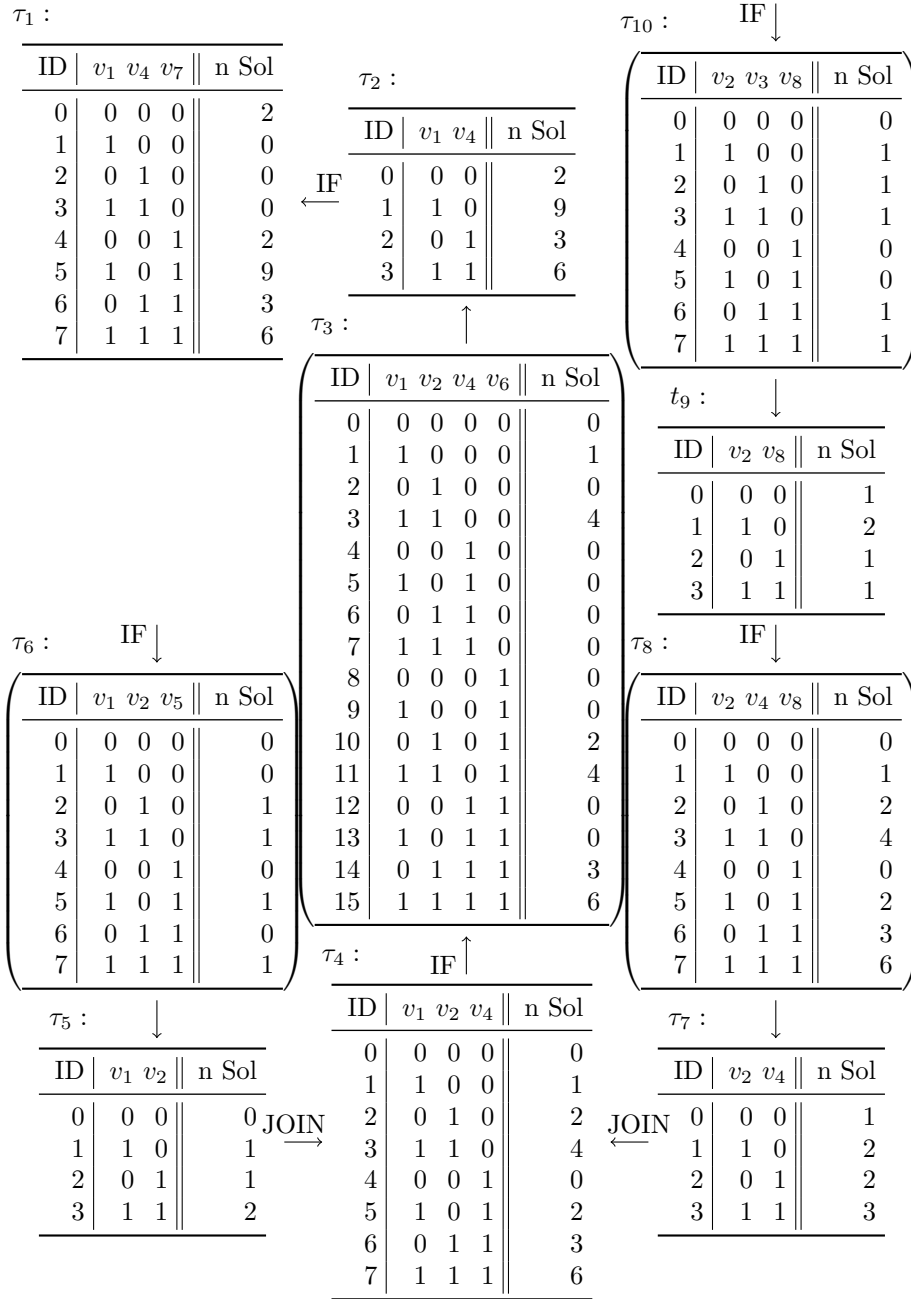 τ₁ :
ID v₁ v₄ v₇ n Sol
0 0 0 0 2
1 1 0 0 0
2 0 1 0 0
3 1 1 0 0
4 0 0 1 2
5 1 0 1 9
6 0 1 1 3
7 1 1 1 6
IF
←
τ₂ :
ID v₁ v₄ n Sol
0 0 0 2
1 1 0 9
2 0 1 3
3 1 1 6
↑
τ₁₀ : IF ↓
ID v₂ v₃ v₈ n Sol
0 0 0 0 0
1 1 0 0 1
2 0 1 0 1
3 1 1 0 1
4 0 0 1 0
5 1 0 1 0
6 0 1 1 1
7 1 1 1 1
τ₃ :
ID v₁ v₂ v₄ v₆ n Sol
0 0 0 0 0 0
1 1 0 0 0 1
2 0 1 0 0 0
3 1 1 0 0 4
4 0 0 1 0 0
5 1 0 1 0 0
6 0 1 1 0 0
7 1 1 1 0 0
8 0 0 0 1 0
9 1 0 0 1 0
10 0 1 0 1 2
11 1 1 0 1 4
12 0 0 1 1 0
13 1 0 1 1 0
14 0 1 1 1 3
15 1 1 1 1 6
t₉ : ↓
ID v₂ v₈ n Sol
0 0 0 1
1 1 0 2
2 0 1 1
3 1 1 1
τ₆ : IF ↓
ID v₁ v₂ v₅ n Sol
0 0 0 0 0
1 1 0 0 0
2 0 1 0 1
3 1 1 0 1
4 0 0 1 0
5 1 0 1 1
6 0 1 1 0
7 1 1 1 1
τ₈ : IF ↓
ID v₂ v₄ v₈ n Sol
0 0 0 0 0
1 1 0 0 1
2 0 1 0 2
3 1 1 0 4
4 0 0 1 0
5 1 0 1 2
6 0 1 1 3
7 1 1 1 6
τ₅ : ↓
ID v₁ v₂ n Sol
0 0 0 0
1 1 0 1
2 0 1 1
3 1 1 2
JOIN
→
τ₄ : IF ↑
ID v₁ v₂ v₄ n Sol
0 0 0 0 0
1 1 0 0 1
2 0 1 0 2
3 1 1 0 4
4 0 0 1 0
5 1 0 1 2
6 0 1 1 3
7 1 1 1 6
JOIN
←
τ₇ : ↓
ID v₂ v₄ n Sol
0 0 0 1
1 1 0 2
2 0 1 2
3 1 1 3